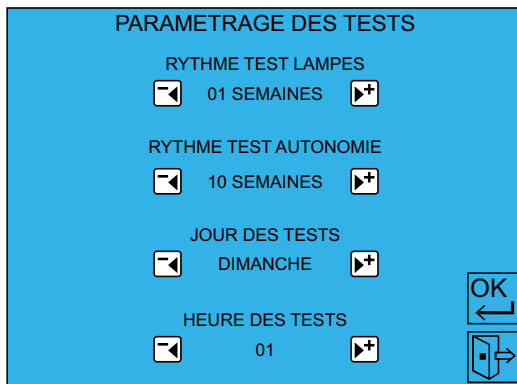 PARAMETRAGE DES TESTS
RYTHME TEST LAMPES
01 SEMAINES
RYTHME TEST AUTONOMIE
10 SEMAINES
JOUR DES TESTS
DIMANCHE
OK
HEURE DES TESTS
01